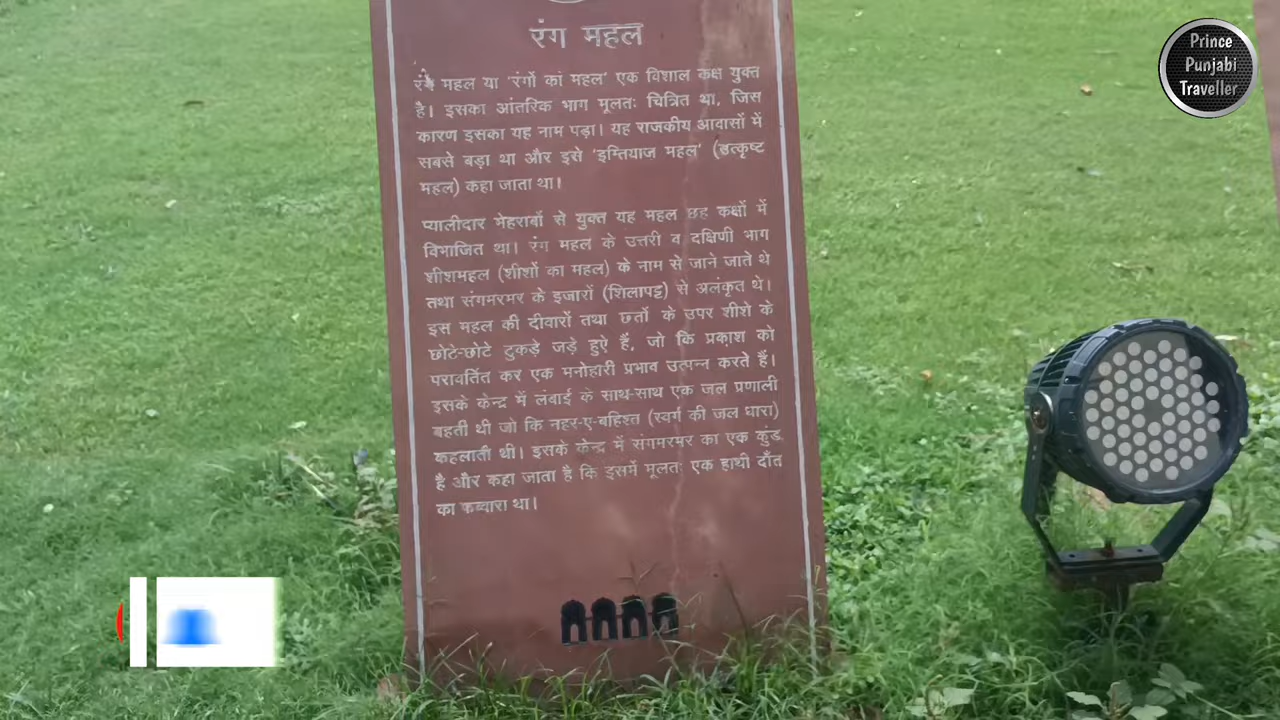 रंग महल
रंग महल या 'रंगों का महल' एक विशाल कक्ष युक्त
है। इसका आंतरिक भाग मूलतः चित्रित था, जिस
कारण इसका यह नाम पड़ा। यह राजकीय आवासों में
सबसे बड़ा था और इसे 'इम्तियाज महल' (उत्कृष्ट
महल) कहा जाता था।
प्यालीदार मेहराबों से युक्त यह महल छह कक्षों में
विभाजित था। रंग महल के उत्तरी व दक्षिणी भाग
शीशमहल (शीशों का महल) के नाम से जाने जाते थे
तथा संगमरमर के इजारों (शिलापट्ट) से अलंकृत थे।
इस महल की दीवारों तथा छतों के उपर शीशे के
छोटे-छोटे टुकड़े जड़े हुऐ हैं, जो कि प्रकाश को
परावर्तित कर एक मनोहारी प्रभाव उत्पन्न करते हैं।
इसके केन्द्र में लंबाई के साथ-साथ एक जल प्रणाली
बहती थी जो कि नहर-ए-बहिश्त (स्वर्ग की जल धारा)
कहलाती थी। इसके केन्द्र में संगमरमर का एक कुंड
है और कहा जाता है कि इसमें मूलतः एक हाथी दाँत
का फव्वारा था।
Prince
Punjabi
Traveller